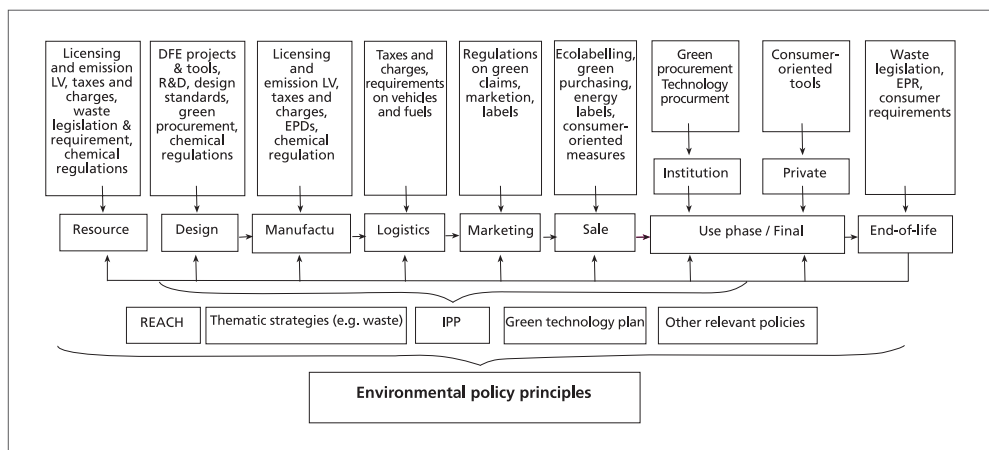 Licensing
and emission
LV, taxes and
charges,
waste
legislation &
requirement,
chemical
regulations
DFE projects
& tools,
R&D, design
standards,
green
procurement,
chemical
regulations
Licensing
and
emission LV,
taxes and
charges,
EPDs,
chemical
regulation
Taxes and
charges,
requirements
on vehicles
and fuels
Regulations
on green
claims,
marketion,
labels
Ecolabelling,
green
purchasing,
energy
labels,
consumer-
oriented
measures
Green
procurement
Technology
procurment
Consumer-
oriented
tools
Waste
legislation,
EPR,
consumer
requirements
Institution
Private
Resource
Design
Manufactu
Logistics
Marketing
Sale
Use phase / Final
End-of-life
REACH
Thematic strategies (e.g. waste)
IPP
Green technology plan
Other relevant policies
Environmental policy principles